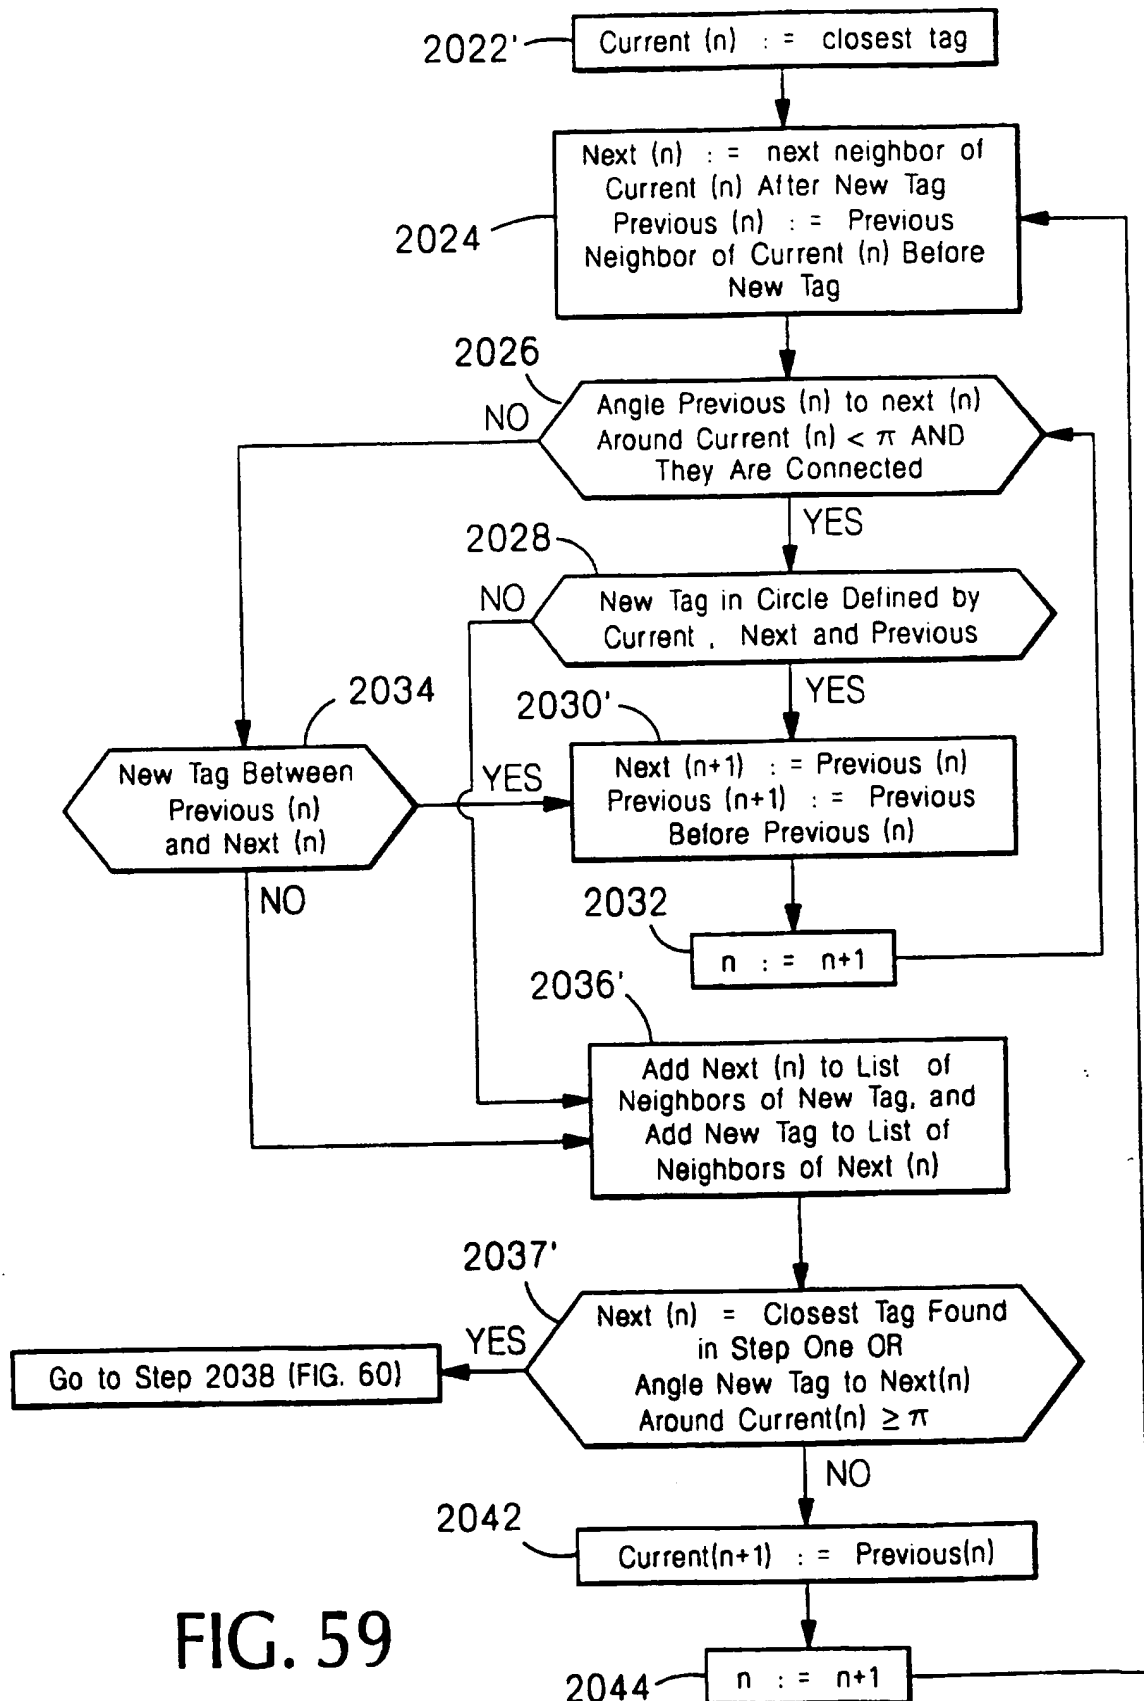 2022'
Current (n) := closest tag
2024
Next (n) := next neighbor of
Current (n) After New Tag
Previous (n) := Previous
Neighbor of Current (n) Before
New Tag
2026
NO
Angle Previous (n) to next (n)
Around Current (n) < π AND
They Are Connected
YES
2028
NO
New Tag in Circle Defined by
Current , Next and Previous
YES
2034
New Tag Between
Previous (n)
and Next (n)
YES
NO
2030'
Next (n+1) := Previous (n)
Previous (n+1) := Previous
Before Previous (n)
2032
n := n+1
2036'
Add Next (n) to List of
Neighbors of New Tag, and
Add New Tag to List of
Neighbors of Next (n)
2037'
Next (n) = Closest Tag Found
in Step One OR
Angle New Tag to Next(n)
Around Current(n) ≥ π
YES
Go to Step 2038 (FIG. 60)
NO
2042
Current(n+1) := Previous(n)
2044
n := n+1
FIG. 59